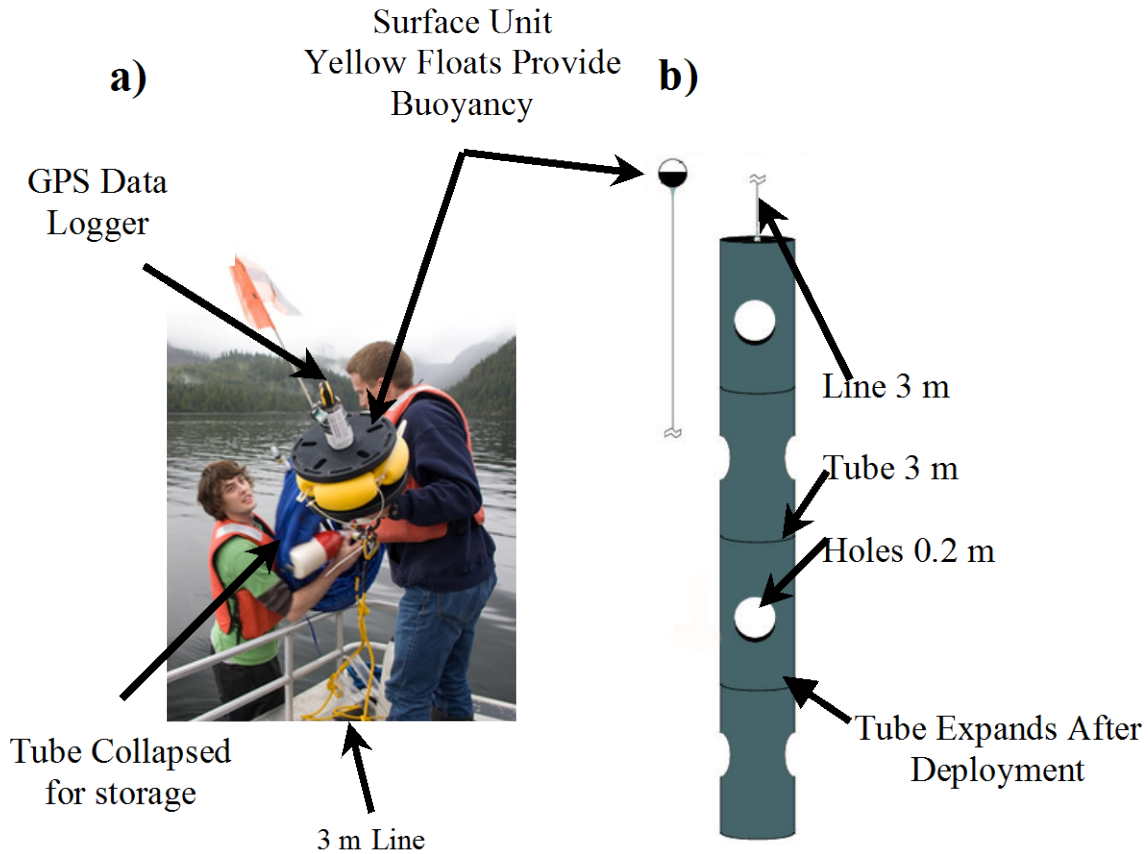 Surface Unit
Yellow Floats Provide
Buoyancy
a)
b)
GPS Data
Logger
Line 3 m
Tube 3 m
Holes 0.2 m
Tube Expands After
Deployment
Tube Collapsed
for storage
3 m Line